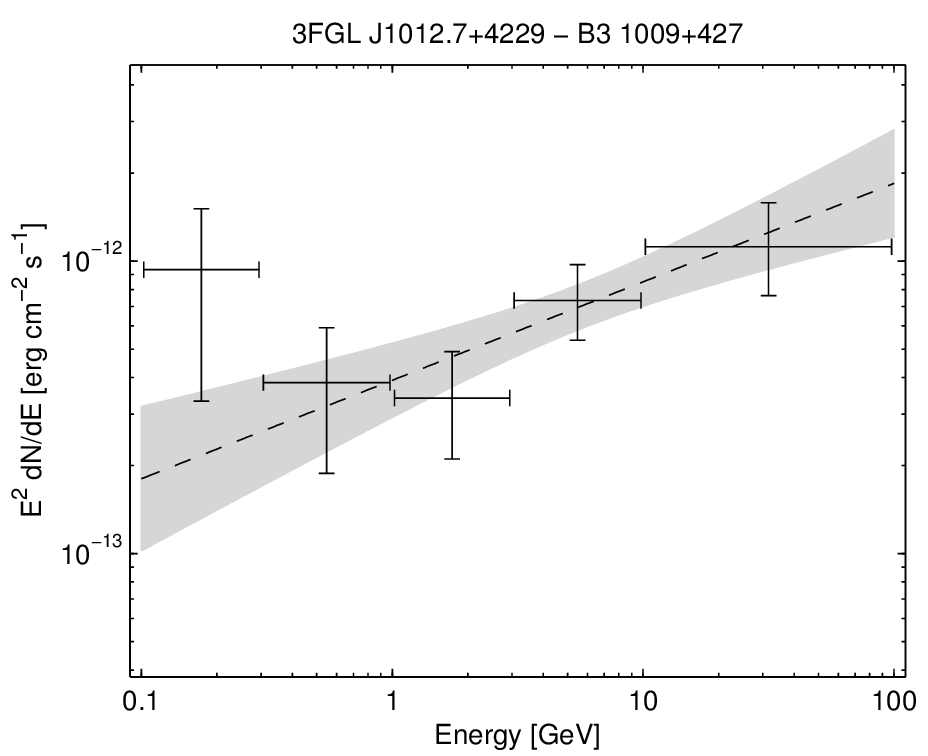 3FGL J1012.7+4229 − B3 1009+427
E² dN/dE [erg cm⁻² s⁻¹]
10⁻¹²
10⁻¹³
0.1 1 10 100
Energy [GeV]